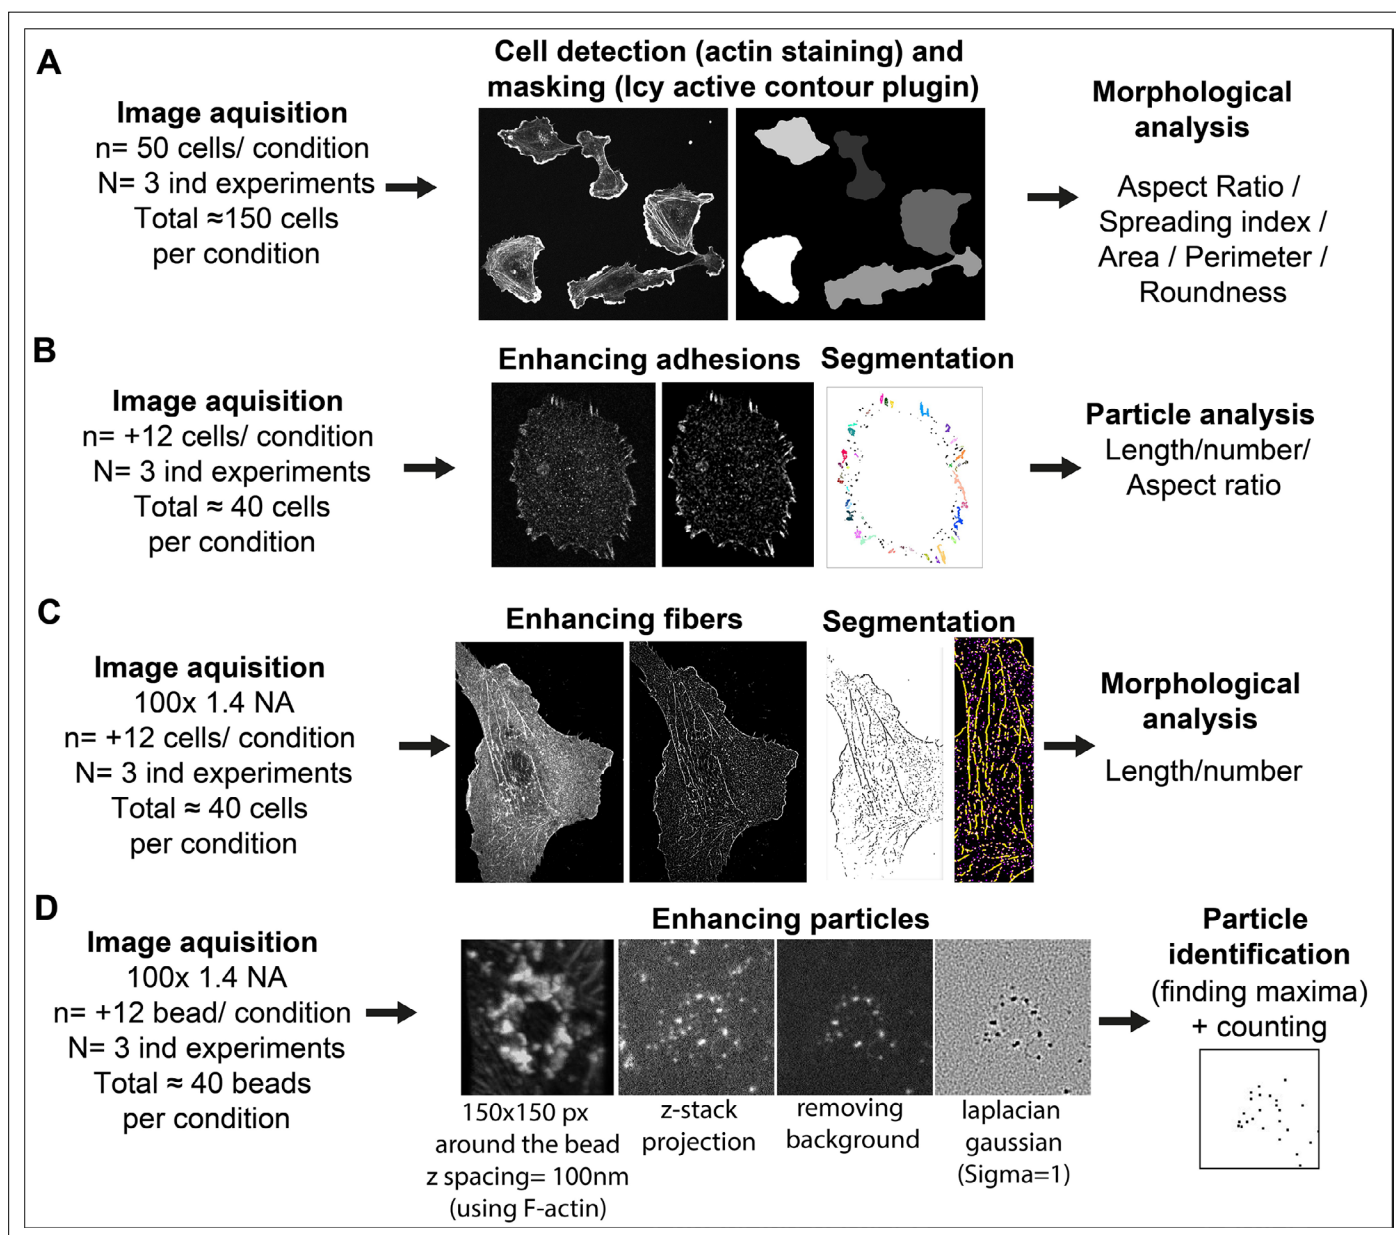 A
Image aquisition
n= 50 cells/ condition
N= 3 ind experiments
Total ≈150 cells
per condition
Cell detection (actin staining) and
masking (Icy active contour plugin)
Morphological
analysis
Aspect Ratio /
Spreading index /
Area / Perimeter /
Roundness
B
Image aquisition
n= +12 cells/ condition
N= 3 ind experiments
Total ≈ 40 cells
per condition
Enhancing adhesions
Segmentation
Particle analysis
Length/number/
Aspect ratio
C
Image aquisition
100x 1.4 NA
n= +12 cells/ condition
N= 3 ind experiments
Total ≈ 40 cells
per condition
Enhancing fibers
Segmentation
Morphological
analysis
Length/number
D
Image aquisition
100x 1.4 NA
n= +12 bead/ condition
N= 3 ind experiments
Total ≈ 40 beads
per condition
Enhancing particles
150x150 px
around the bead
z spacing= 100nm
(using F-actin)
z-stack
projection
removing
background
laplacian
gaussian
(Sigma=1)
Particle
identification
(finding maxima)
+ counting